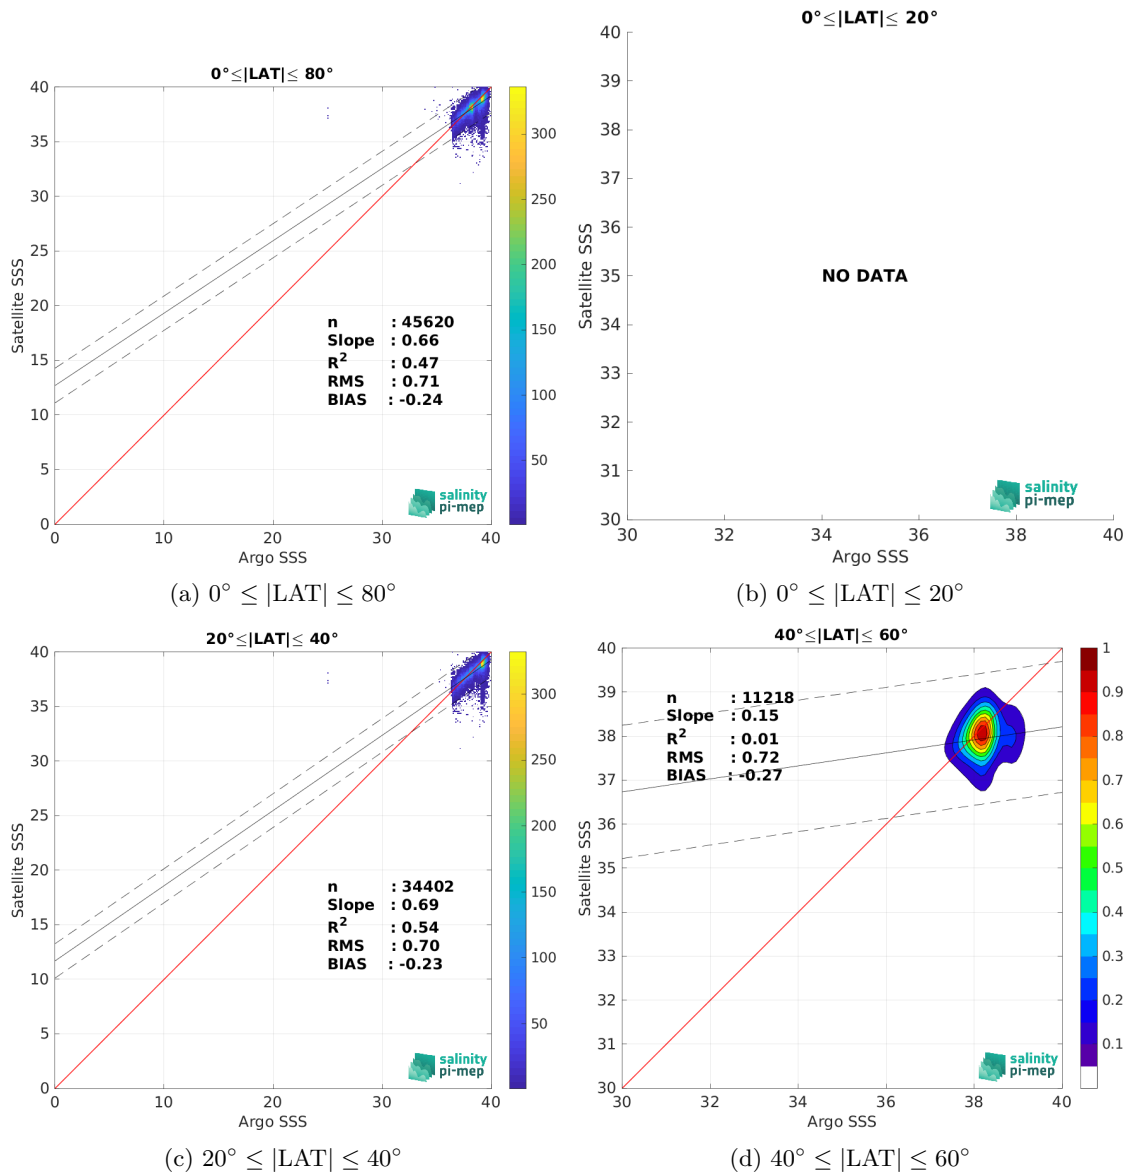 0°≤|LAT|≤ 80°
40
35
30
25
20
15
10
5
0
Satellite SSS
n : 45620
Slope : 0.66
R² : 0.47
RMS : 0.71
BIAS : -0.24
salinity
pi-mep
0 10 20 30 40
Argo SSS
300
250
200
150
100
50
(a) 0° ≤ |LAT| ≤ 80°
0°≤|LAT|≤ 20°
40
39
38
37
36
35
34
33
32
31
30
Satellite SSS
NO DATA
salinity
pi-mep
30 32 34 36 38 40
Argo SSS
(b) 0° ≤ |LAT| ≤ 20°
20°≤|LAT|≤ 40°
40
35
30
25
20
15
10
5
0
Satellite SSS
n : 34402
Slope : 0.69
R² : 0.54
RMS : 0.70
BIAS : -0.23
salinity
pi-mep
0 10 20 30 40
Argo SSS
300
250
200
150
100
50
(c) 20° ≤ |LAT| ≤ 40°
40°≤|LAT|≤ 60°
40
39
38
37
36
35
34
33
32
31
30
Satellite SSS
n : 11218
Slope : 0.15
R² : 0.01
RMS : 0.72
BIAS : -0.27
salinity
pi-mep
30 32 34 36 38 40
Argo SSS
1
0.9
0.8
0.7
0.6
0.5
0.4
0.3
0.2
0.1
(d) 40° ≤ |LAT| ≤ 60°